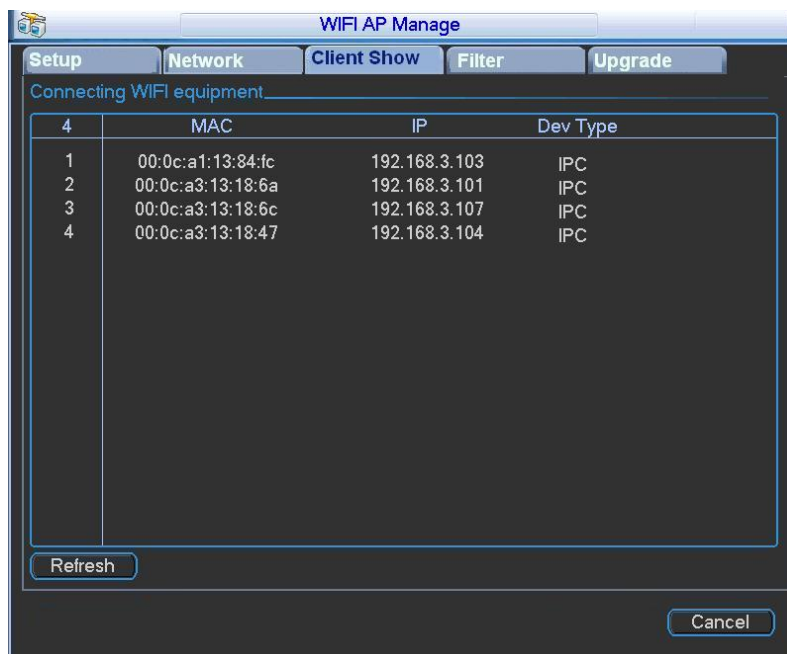 WIFI AP Manage
Setup Network Client Show Filter Upgrade
Connecting WIFI equipment
4 MAC IP Dev Type
1 00:0c:a1:13:84:fc 192.168.3.103 IPC
2 00:0c:a3:13:18:6a 192.168.3.101 IPC
3 00:0c:a3:13:18:6c 192.168.3.107 IPC
4 00:0c:a3:13:18:47 192.168.3.104 IPC
Refresh
Cancel